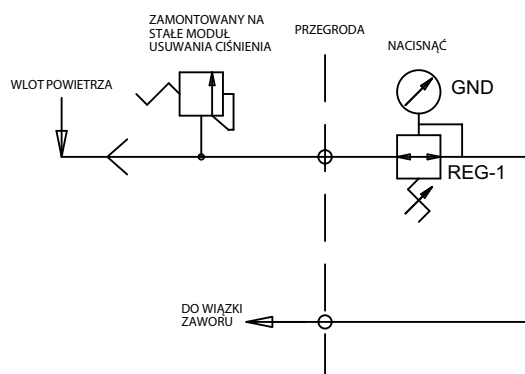 ZAMONTOWANY NA
STAŁE MODUŁ
USUWANIA CIŚNIENIA
PRZEGRODA
NACISNĄĆ
WLOT POWIETRZA
GND
REG-1
DO WIĄZKI
ZAWORU